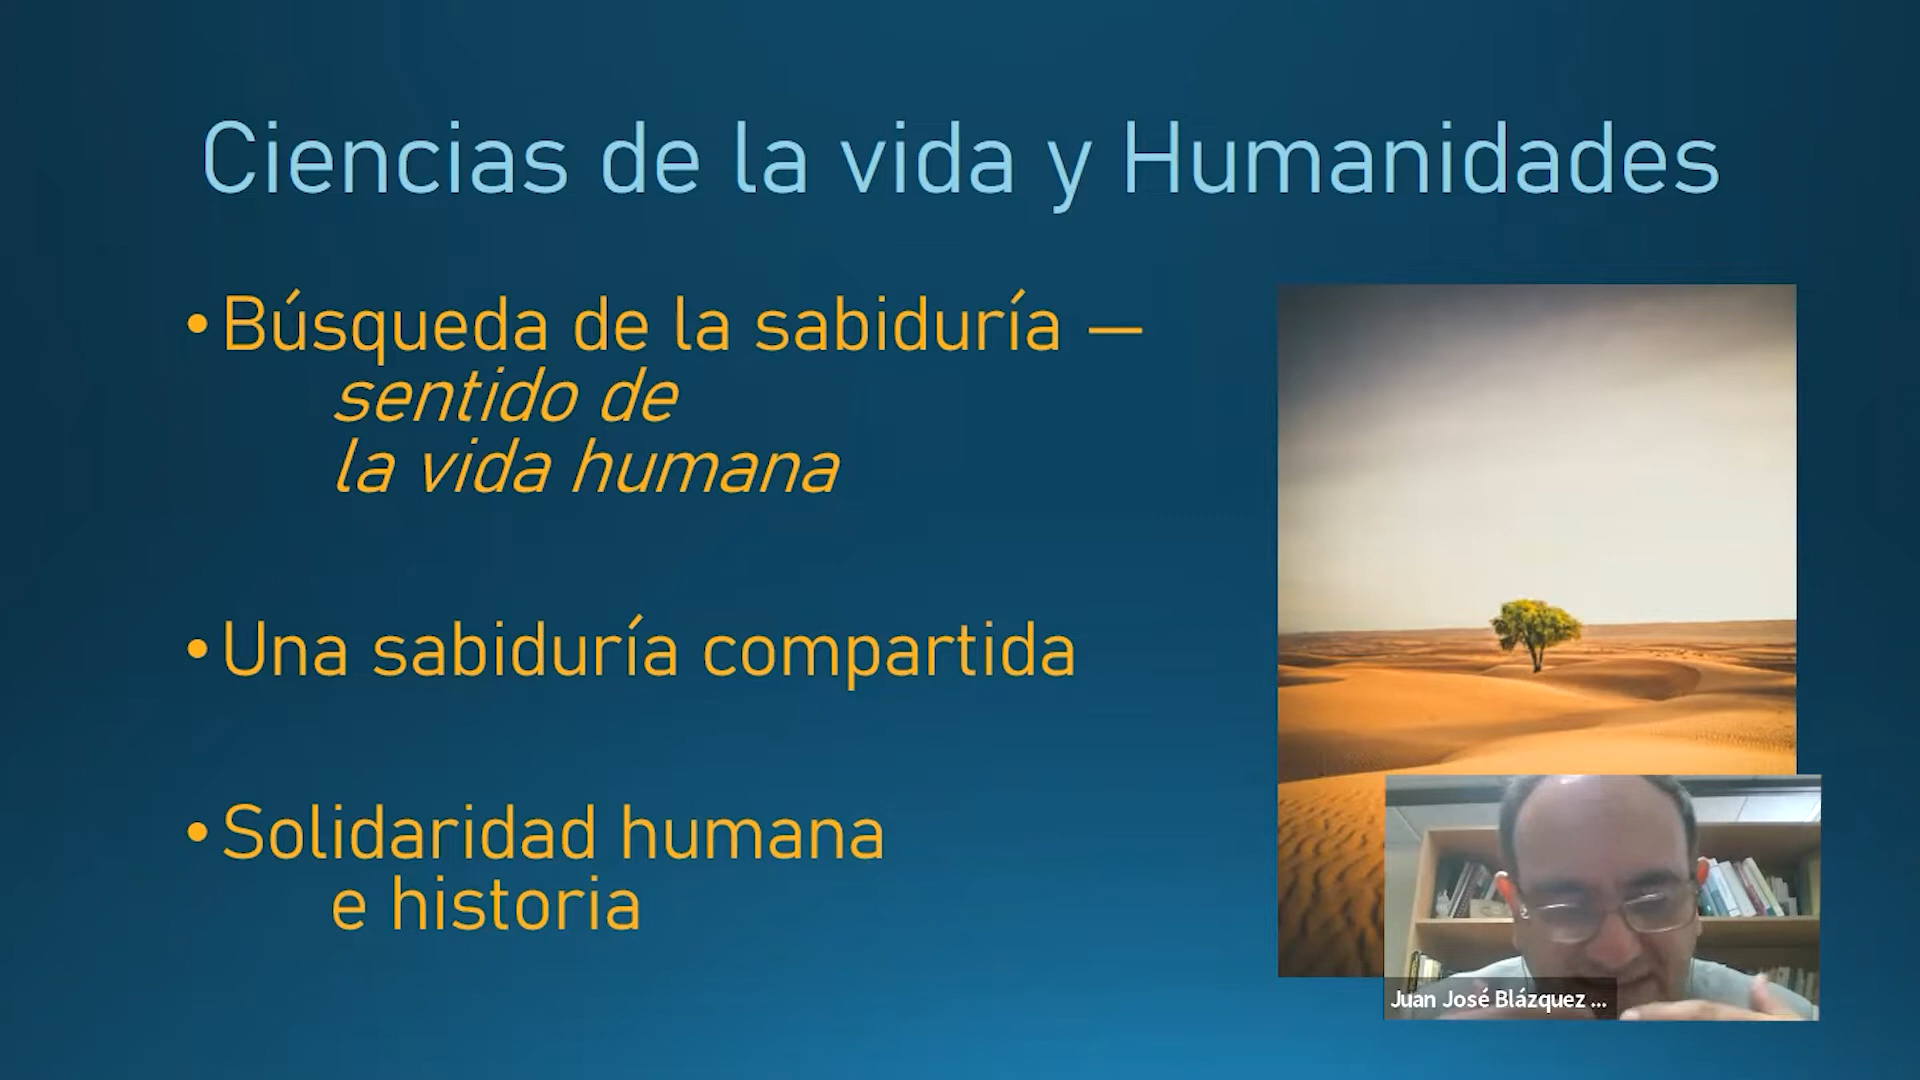 Ciencias de la vida y Humanidades
• Búsqueda de la sabiduría —
sentido de
la vida humana
• Una sabiduría compartida
• Solidaridad humana
e historia
Juan José Blázquez ...